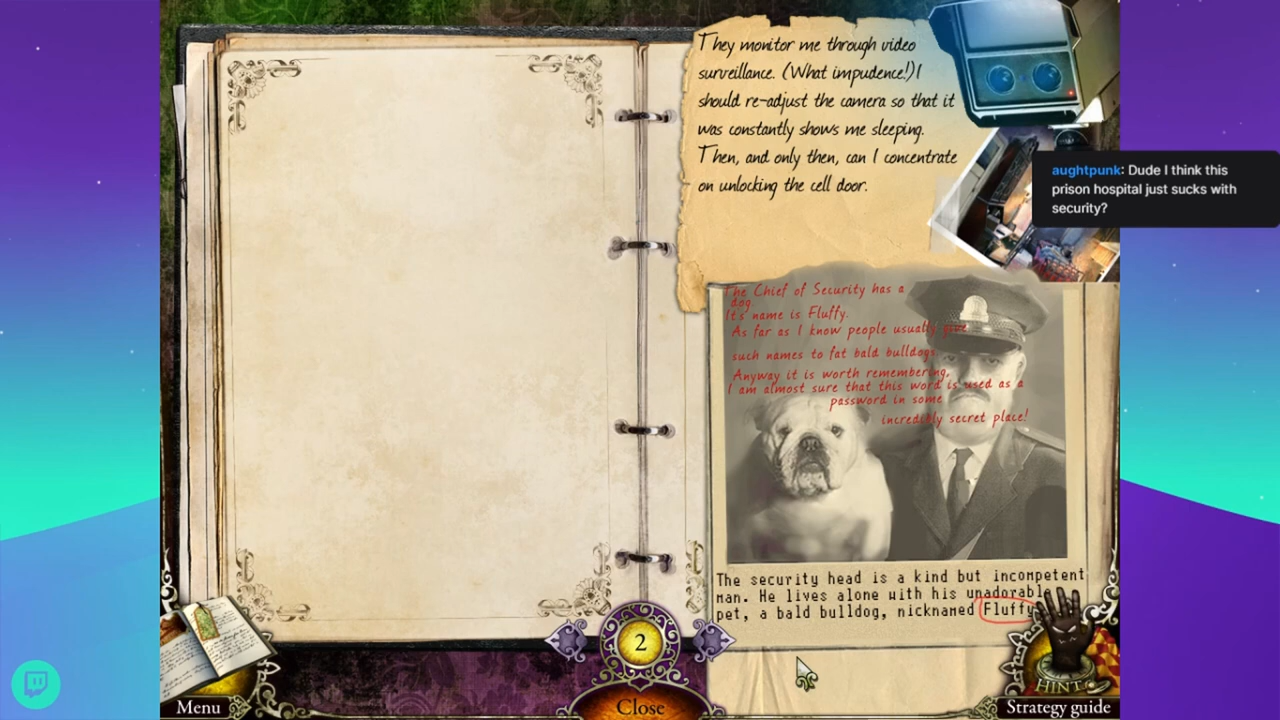 They monitor me through video
surveillance. (What impudence!) I
should re-adjust the camera so that it
was constantly shows me sleeping.
Then, and only then, can I concentrate
on unlocking the cell door.
aughtpunk: Dude I think this
prison hospital just sucks with
security?
The Chief of Security has a
dog.
It's name is Fluffy.
As far as I know people usually give
such names to fat bald bulldogs.
Anyway it is worth remembering,
I am almost sure that this word is used as a
password in some
incredibly secret place!
The security head is a kind but incompetent
man. He lives alone with his unadorable
pet, a bald bulldog, nicknamed Fluffy
2
HINT
Menu
Close
Strategy guide